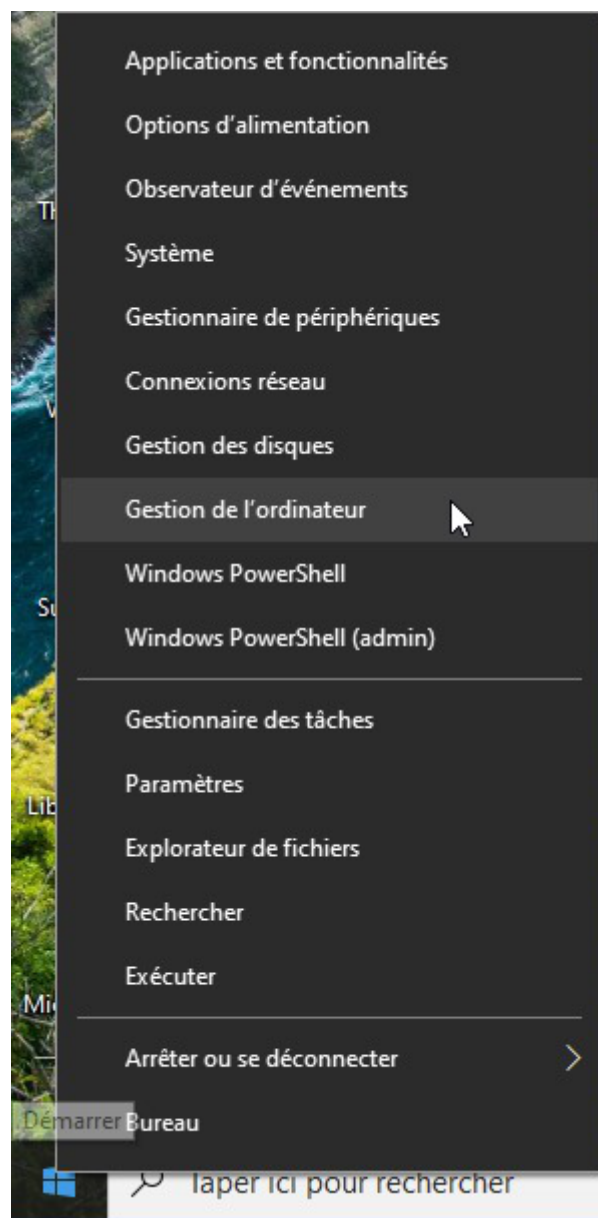 Applications et fonctionnalités
Options d'alimentation
Observateur d'événements
Système
Gestionnaire de périphériques
Connexions réseau
Gestion des disques
Gestion de l'ordinateur
Windows PowerShell
Windows PowerShell (admin)
Gestionnaire des tâches
Paramètres
Explorateur de fichiers
Rechercher
Exécuter
Arrêter ou se déconnecter
Démarrer
Bureau
Taper ici pour rechercher